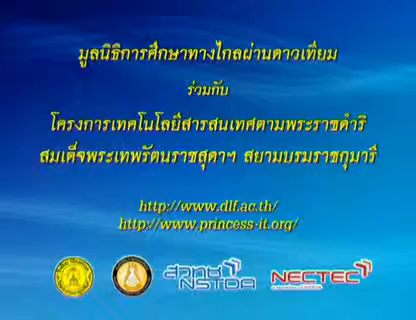 มูลนิธิการศึกษาทางไกลผ่านดาวเทียม
ร่วมกับ
โครงการเทคโนโลยีสารสนเทศตามพระราชดำริ
สมเด็จพระเทพรัตนราชสุดาฯ สยามบรมราชกุมารี
http://www.dlf.ac.th/
http://www.princess-it.org/
สวทช
NSTDA
NECTEC